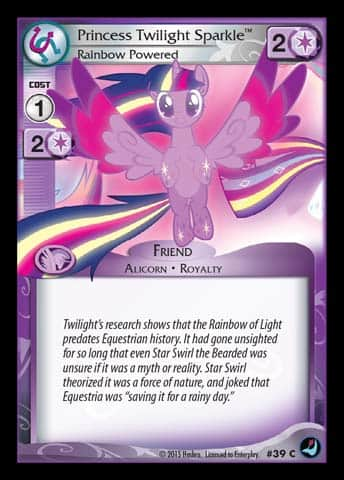 Princess Twilight Sparkle™
Rainbow Powered
2
COST
1
2
FRIEND
ALICORN • ROYALTY
Twilight's research shows that the Rainbow of Light
predates Equestrian history. It had gone unsighted
for so long that even Star Swirl the Bearded was
unsure if it was a myth or reality. Star Swirl
theorized it was a force of nature, and joked that
Equestria was “saving it for a rainy day.”
© 2015 Hasbro. Licensed to Enterplay.
#39 C